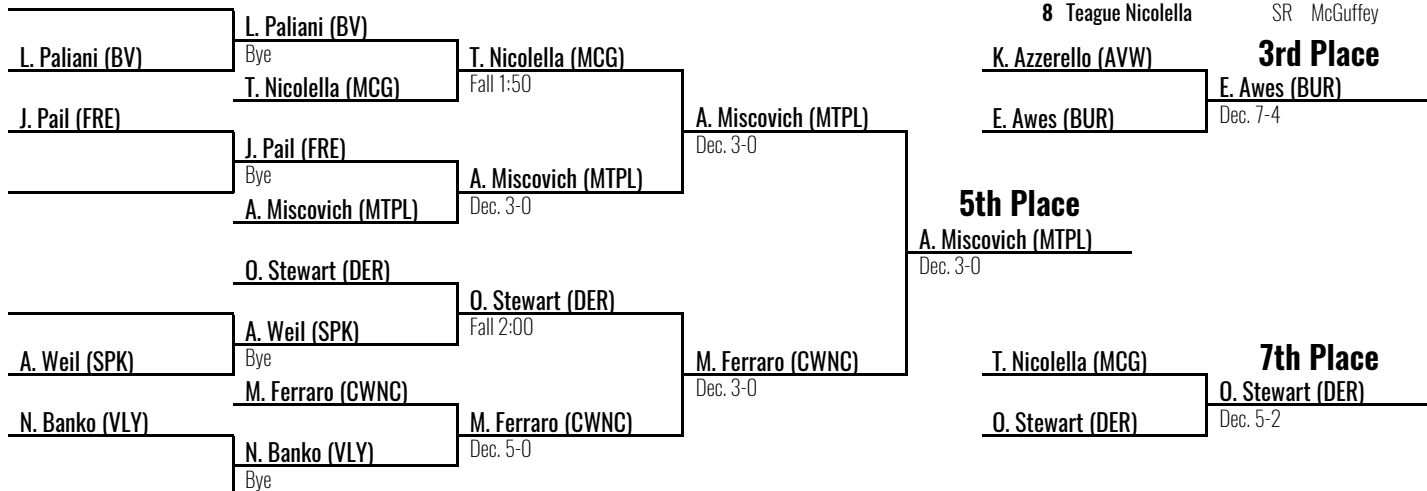 8 Teague Nicolella SR McGuffey
L. Paliani (BV)
L. Paliani (BV)
Bye
T. Nicolella (MCG)
T. Nicolella (MCG)
Fall 1:50
J. Pail (FRE)
J. Pail (FRE)
Bye
A. Miscovich (MTPL)
A. Miscovich (MTPL)
Dec. 3-0
A. Miscovich (MTPL)
Dec. 3-0
O. Stewart (DER)
A. Weil (SPK)
A. Weil (SPK)
Bye
O. Stewart (DER)
Fall 2:00
M. Ferraro (CWNC)
N. Banko (VLY)
N. Banko (VLY)
Bye
M. Ferraro (CWNC)
Dec. 5-0
M. Ferraro (CWNC)
Dec. 3-0
5th Place
A. Miscovich (MTPL)
Dec. 3-0
3rd Place
K. Azzerello (AVW)
E. Awes (BUR)
E. Awes (BUR)
Dec. 7-4
7th Place
T. Nicolella (MCG)
O. Stewart (DER)
O. Stewart (DER)
Dec. 5-2